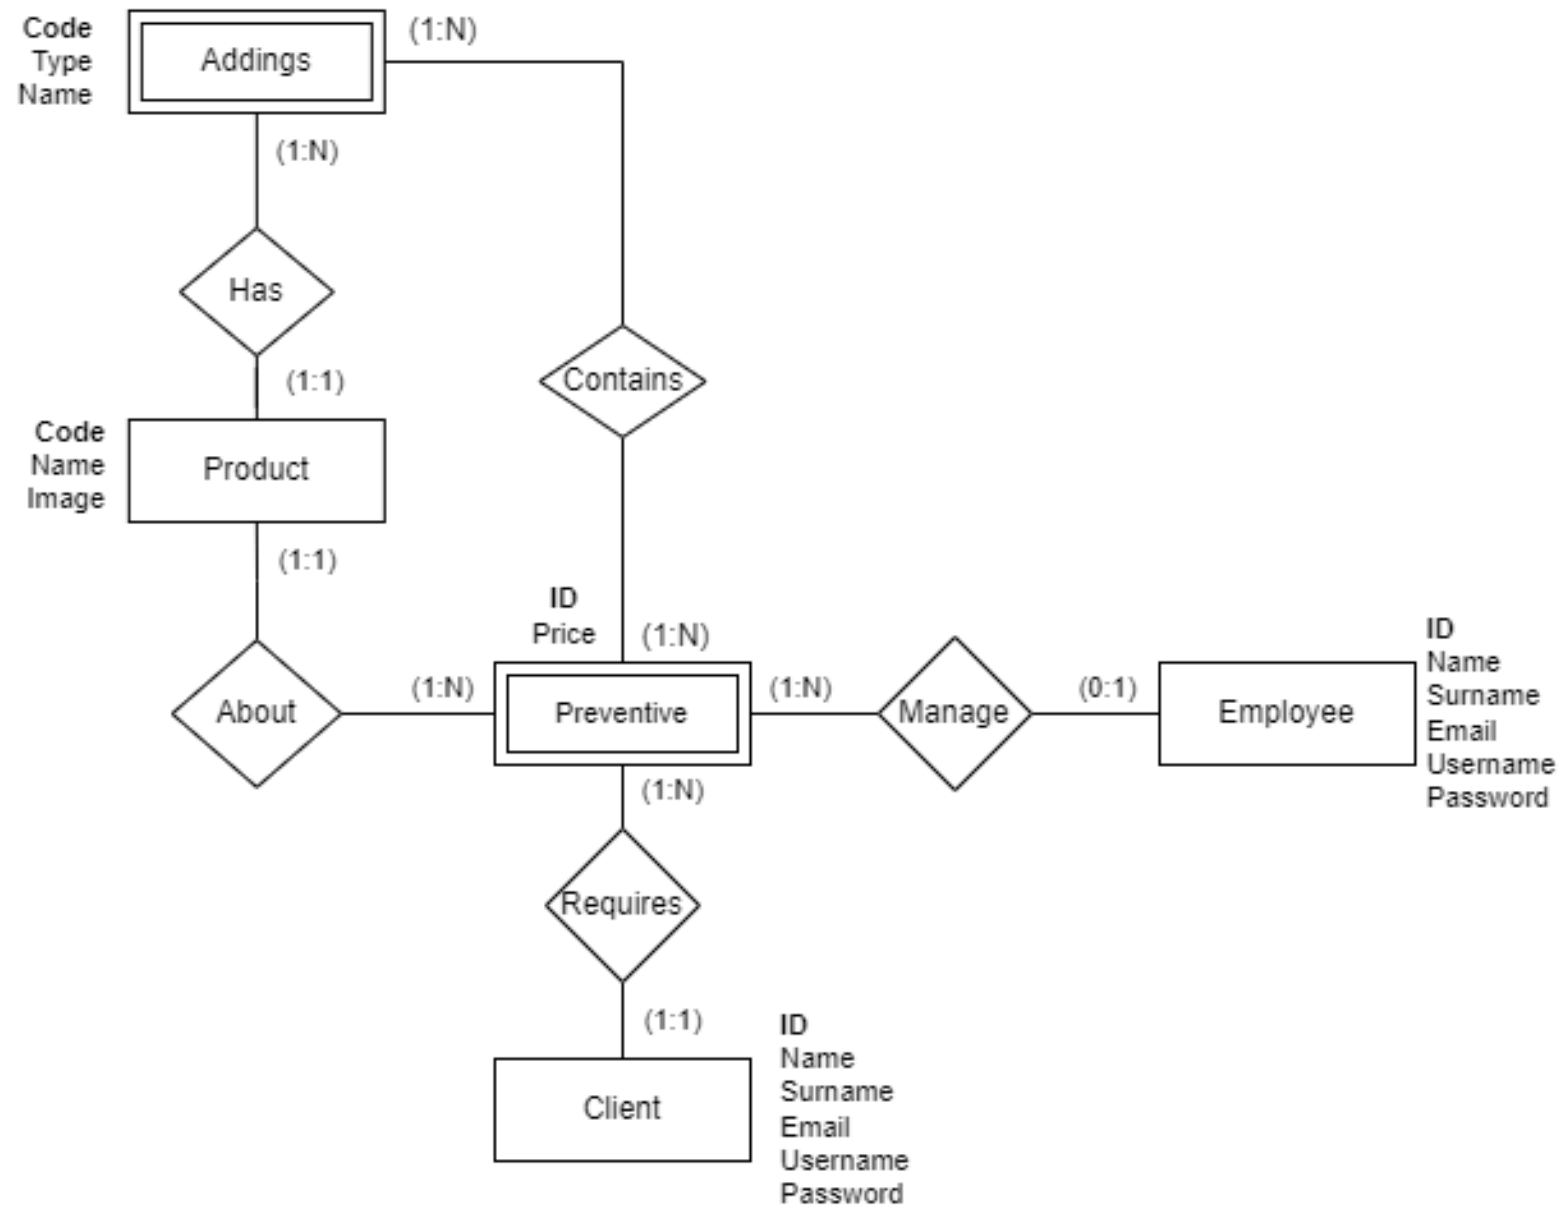 Code
Type
Name
Addings
(1:N)
(1:N)
Has
(1:1)
Contains
Code
Name
Image
Product
(1:1)
ID
Price
(1:N)
About
(1:N)
Preventive
(1:N)
Manage
(0:1)
Employee
ID
Name
Surname
Email
Username
Password
(1:N)
Requires
(1:1)
Client
ID
Name
Surname
Email
Username
Password